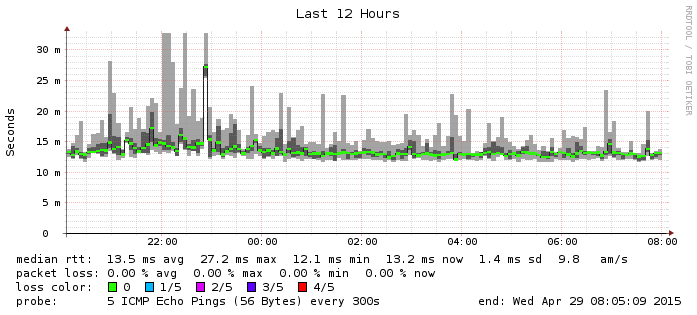 Last 12 Hours
RRDTOOL / TOBI OETIKER
Seconds
30 m
25 m
20 m
15 m
10 m
5 m
0
22:00 00:00 02:00 04:00 06:00 08:00
median rtt: 13.5 ms avg 27.2 ms max 12.1 ms min 13.2 ms now 1.4 ms sd 9.8 am/s
packet loss: 0.00 % avg 0.00 % max 0.00 % min 0.00 % now
loss color: 0 1/5 2/5 3/5 4/5
probe: 5 ICMP Echo Pings (56 Bytes) every 300s end: Wed Apr 29 08:05:09 2015